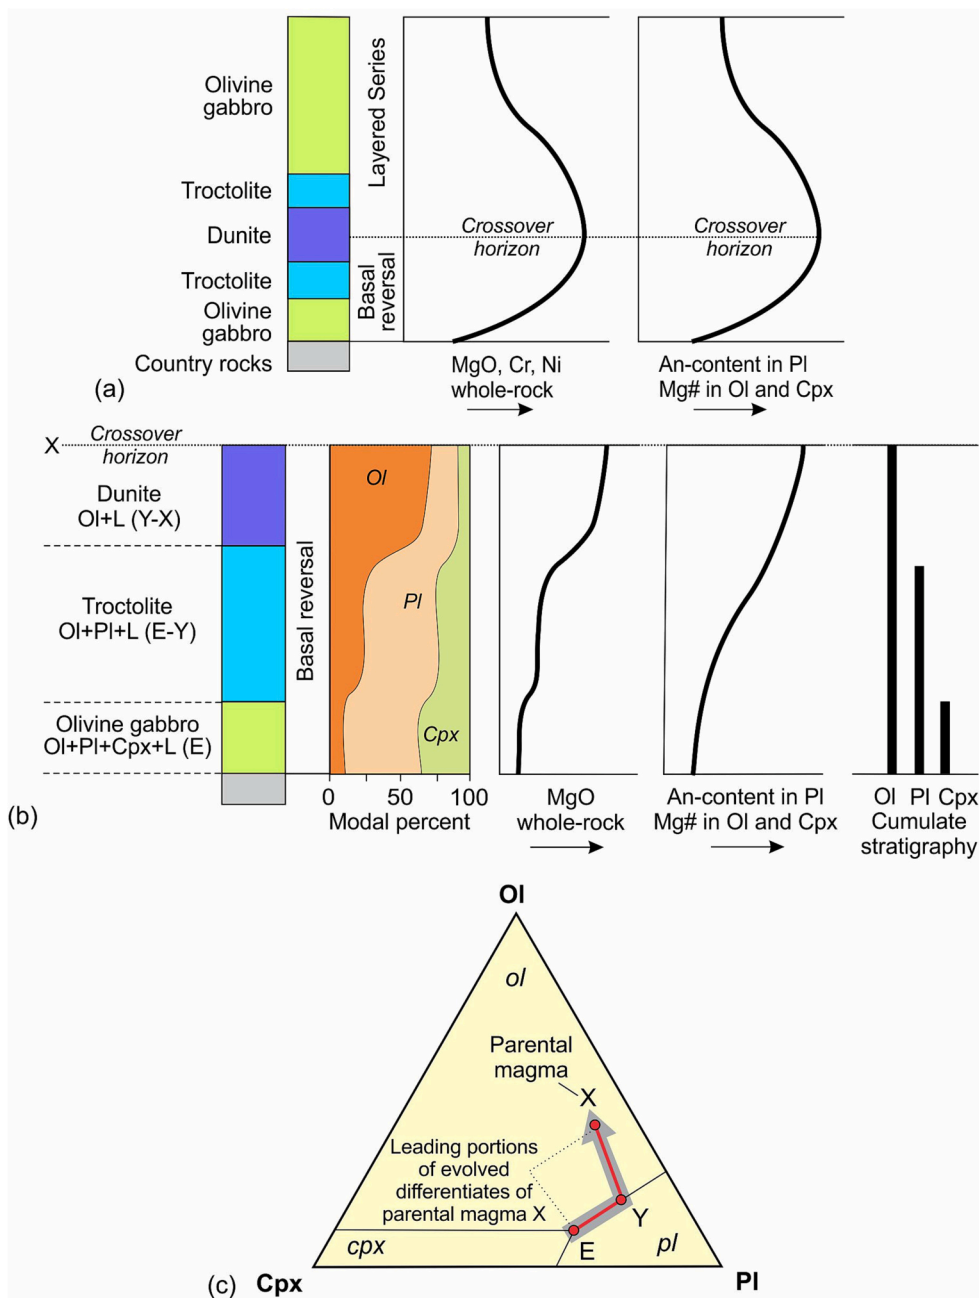 Olivine
gabbro
Troctolite
Dunite
Troctolite
Olivine
gabbro
Country rocks
Layered Series
Basal
reversal
Crossover
horizon
Crossover
horizon
MgO, Cr, Ni
whole-rock
An-content in Pl
Mg# in Ol and Cpx
(a)
X
Crossover
horizon
Dunite
Ol+L (Y-X)
Troctolite
Ol+Pl+L (E-Y)
Olivine gabbro
Ol+Pl+Cpx+L (E)
Basal reversal
Ol
Pl
Cpx
0 50 100
Modal percent
MgO
whole-rock
An-content in Pl
Mg# in Ol and Cpx
Ol Pl Cpx
Cumulate
stratigraphy
(b)
Ol
ol
Parental
magma
X
Leading portions
of evolved
differentiates of
parental magma X
Y
E
cpx
pl
Cpx
Pl
(c)